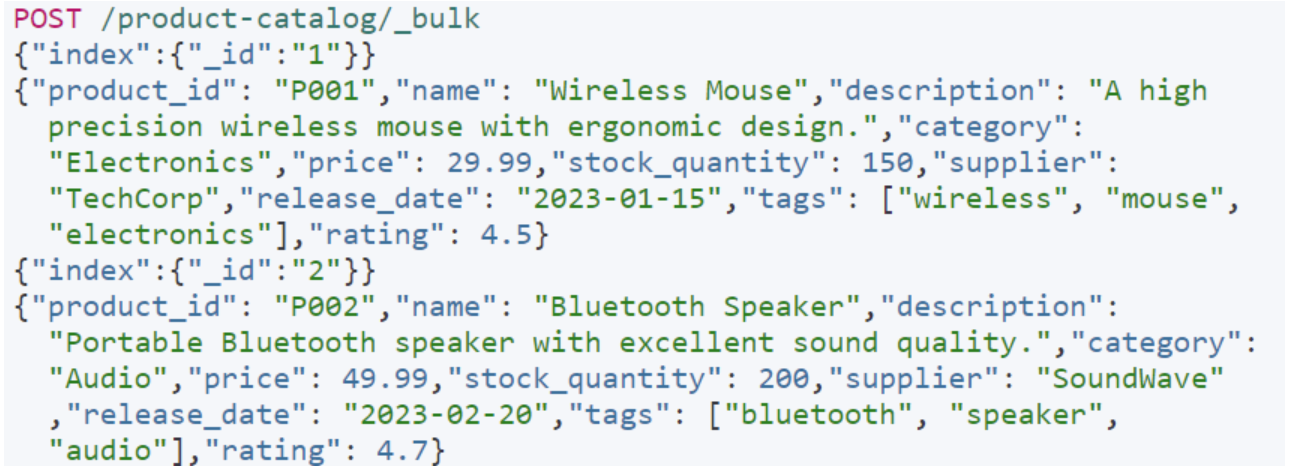 POST /product-catalog/_bulk
{"index":{"_id":"1"}}
{"product_id": "P001","name": "Wireless Mouse","description": "A high
precision wireless mouse with ergonomic design.","category":
"Electronics","price": 29.99,"stock_quantity": 150,"supplier":
"TechCorp","release_date": "2023-01-15","tags": ["wireless", "mouse",
"electronics"],"rating": 4.5}
{"index":{"_id":"2"}}
{"product_id": "P002","name": "Bluetooth Speaker","description":
"Portable Bluetooth speaker with excellent sound quality.","category":
"Audio","price": 49.99,"stock_quantity": 200,"supplier": "SoundWave"
,"release_date": "2023-02-20","tags": ["bluetooth", "speaker",
"audio"],"rating": 4.7}